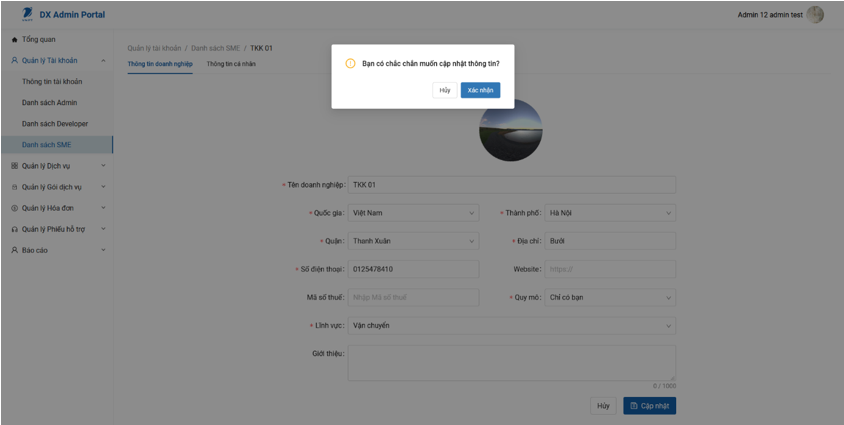 DX Admin Portal
Admin 12 admin test
Tổng quan
Quản lý Tài khoản
Thông tin tài khoản
Danh sách Admin
Danh sách Developer
Danh sách SME
Quản lý Dịch vụ
Quản lý Gói dịch vụ
Quản lý Hóa đơn
Quản lý Phiếu hỗ trợ
Báo cáo
Quản lý tài khoản / Danh sách SME / TKK 01
Thông tin doanh nghiệp Thông tin cá nhân
Bạn có chắc chắn muốn cập nhật thông tin?
Hủy Xác nhận
* Tên doanh nghiệp: TKK 01
* Quốc gia: Việt Nam * Thành phố: Hà Nội
* Quận: Thanh Xuân * Địa chỉ: Bưởi
* Số điện thoại: 0125478410 Website: https://
Mã số thuế: Nhập Mã số thuế * Quy mô: Chỉ có bạn
* Lĩnh vực: Vận chuyển
Giới thiệu:
0 / 1000
Hủy Cập nhật